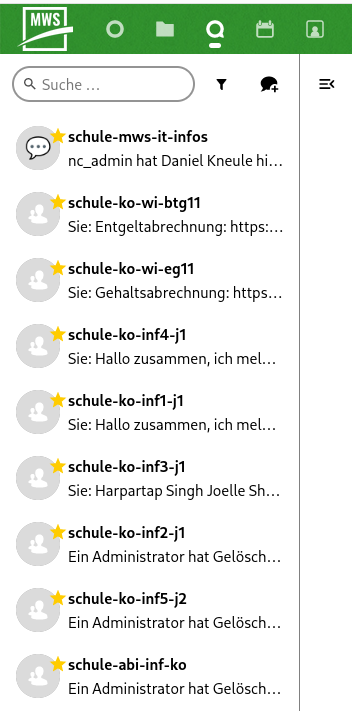 MWS
Suche ...
schule-mws-it-infos
nc_admin hat Daniel Kneule hi...
schule-ko-wi-btg11
Sie: Entgeltabrechnung: https:...
schule-ko-wi-eg11
Sie: Gehaltsabrechnung: https...
schule-ko-inf4-j1
Sie: Hallo zusammen, ich mel...
schule-ko-inf1-j1
Sie: Hallo zusammen, ich mel...
schule-ko-inf3-j1
Sie: Harpartap Singh Joelle Sh...
schule-ko-inf2-j1
Ein Administrator hat Gelösch...
schule-ko-inf5-j2
Ein Administrator hat Gelösch...
schule-abi-inf-ko
Ein Administrator hat Gelösch...